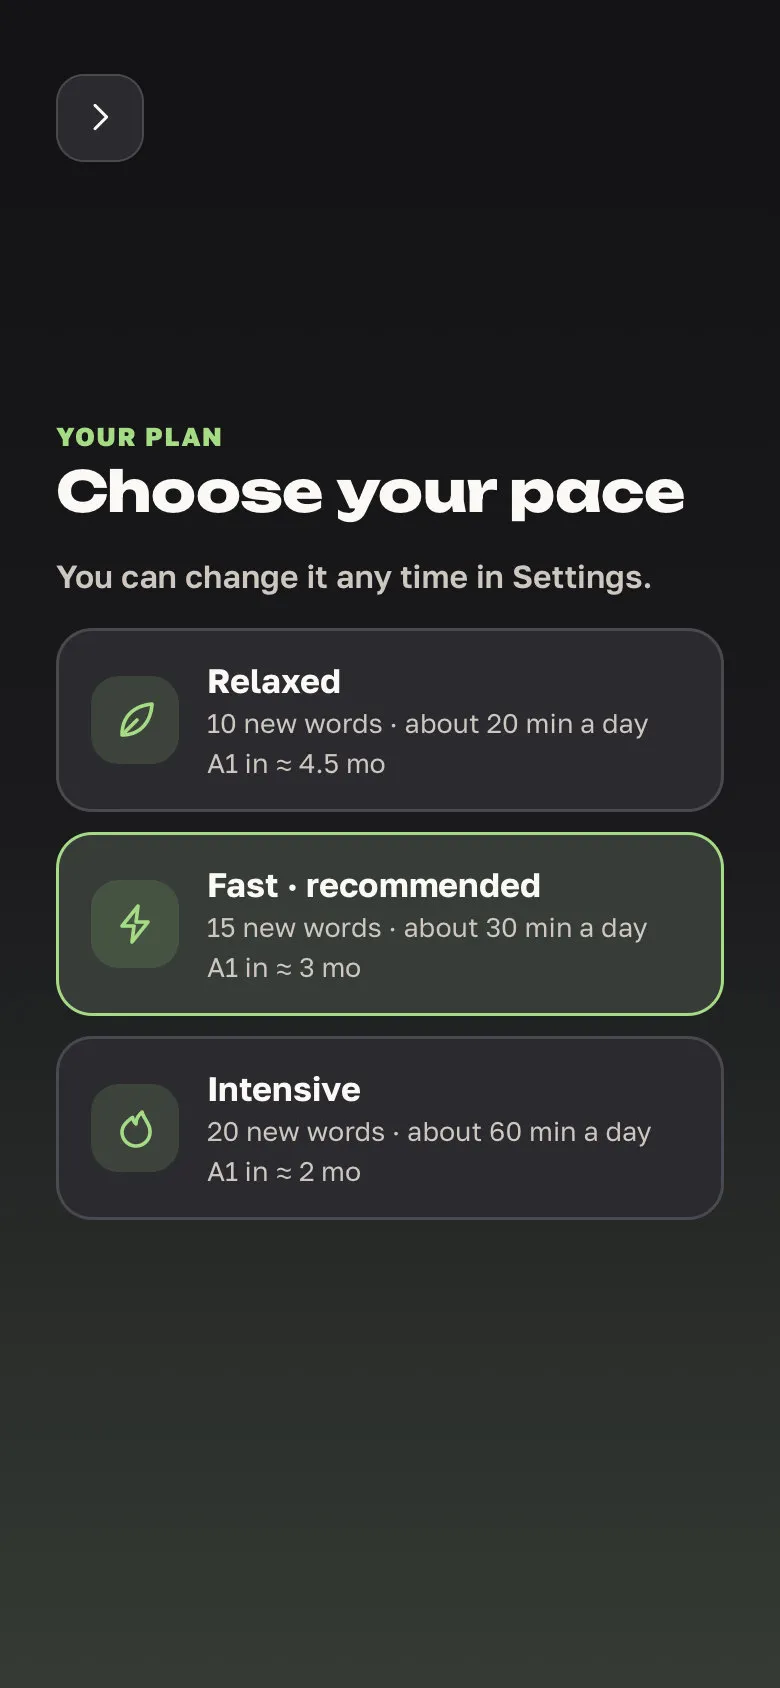 YOUR PLAN
Choose your pace
You can change it any time in Settings.
Relaxed
10 new words · about 20 min a day
A1 in ≈ 4.5 mo
Fast · recommended
15 new words · about 30 min a day
A1 in ≈ 3 mo
Intensive
20 new words · about 60 min a day
A1 in ≈ 2 mo